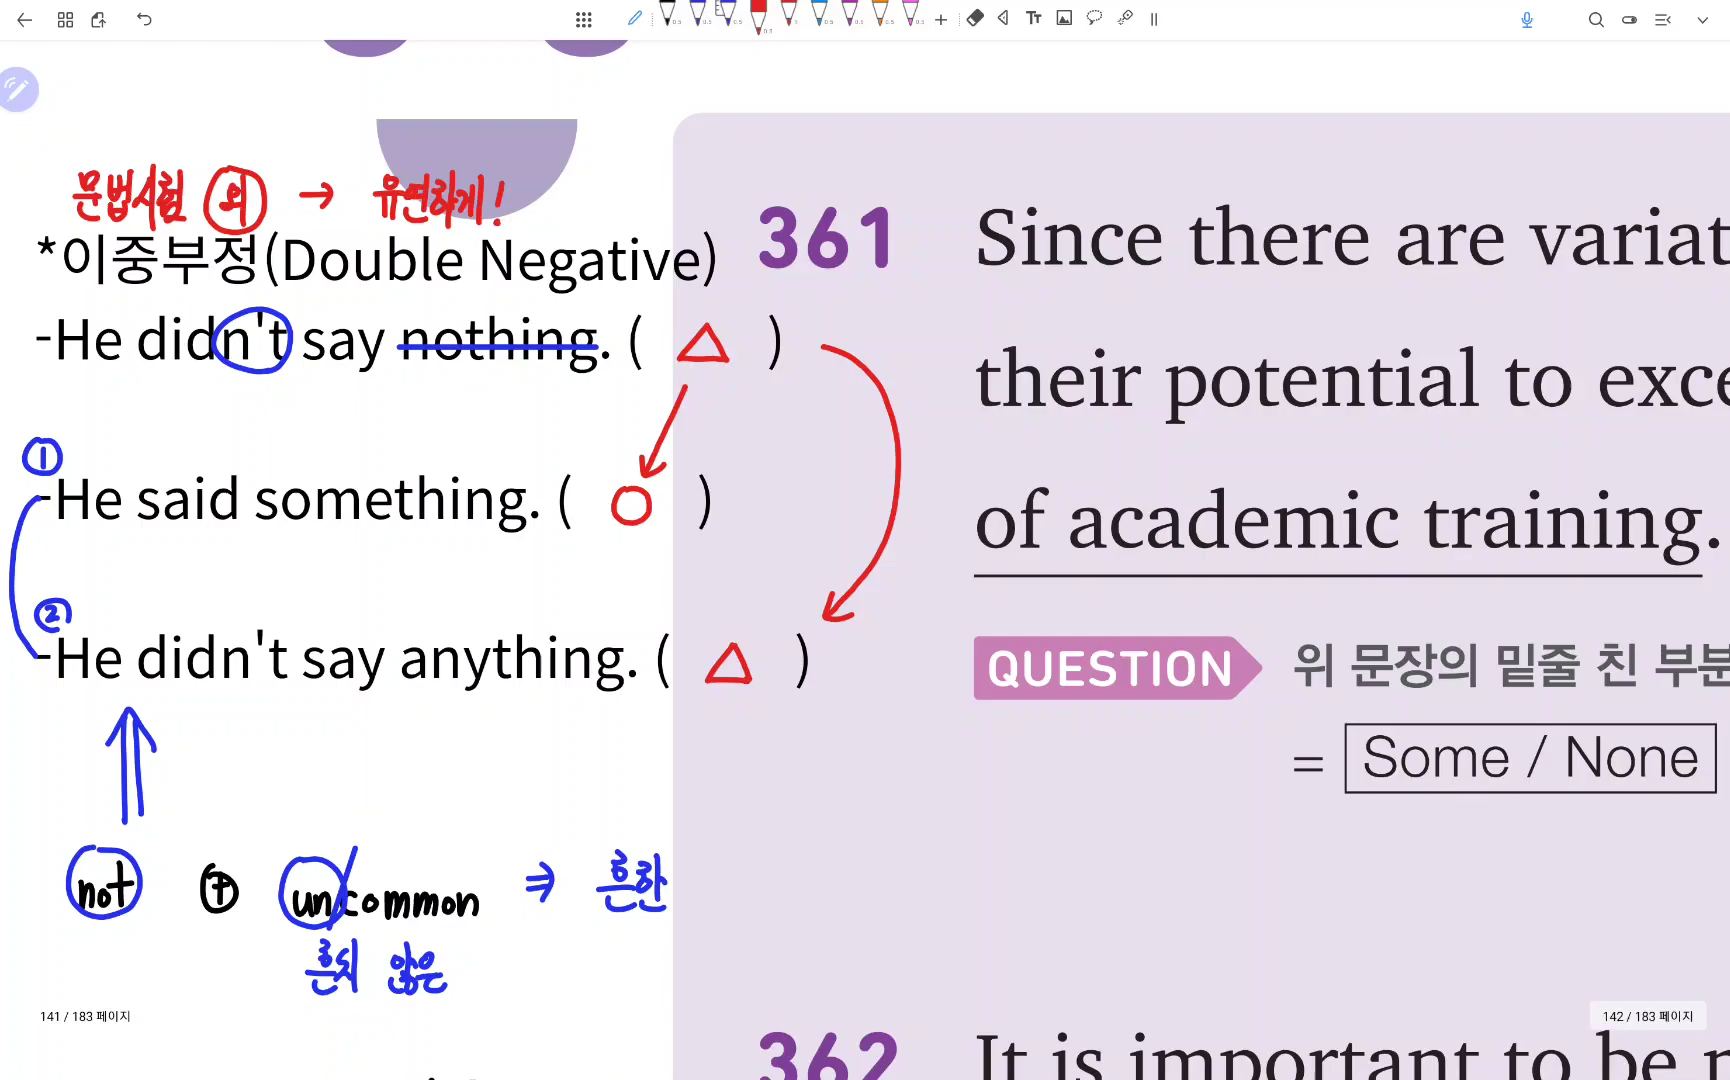 문법시험 외 → 유연하게!
*이중부정(Double Negative)
-He didn't say nothing. ( △ )
①
-He said something. ( ○ )
②
-He didn't say anything. ( △ )
not + uncommon ⇒ 흔한
흔치 않은
141 / 183 페이지
361 Since there are variat
their potential to exce
of academic training.
QUESTION 위 문장의 밑줄 친 부분
= Some / None
142 / 183 페이지
362 It is important to be